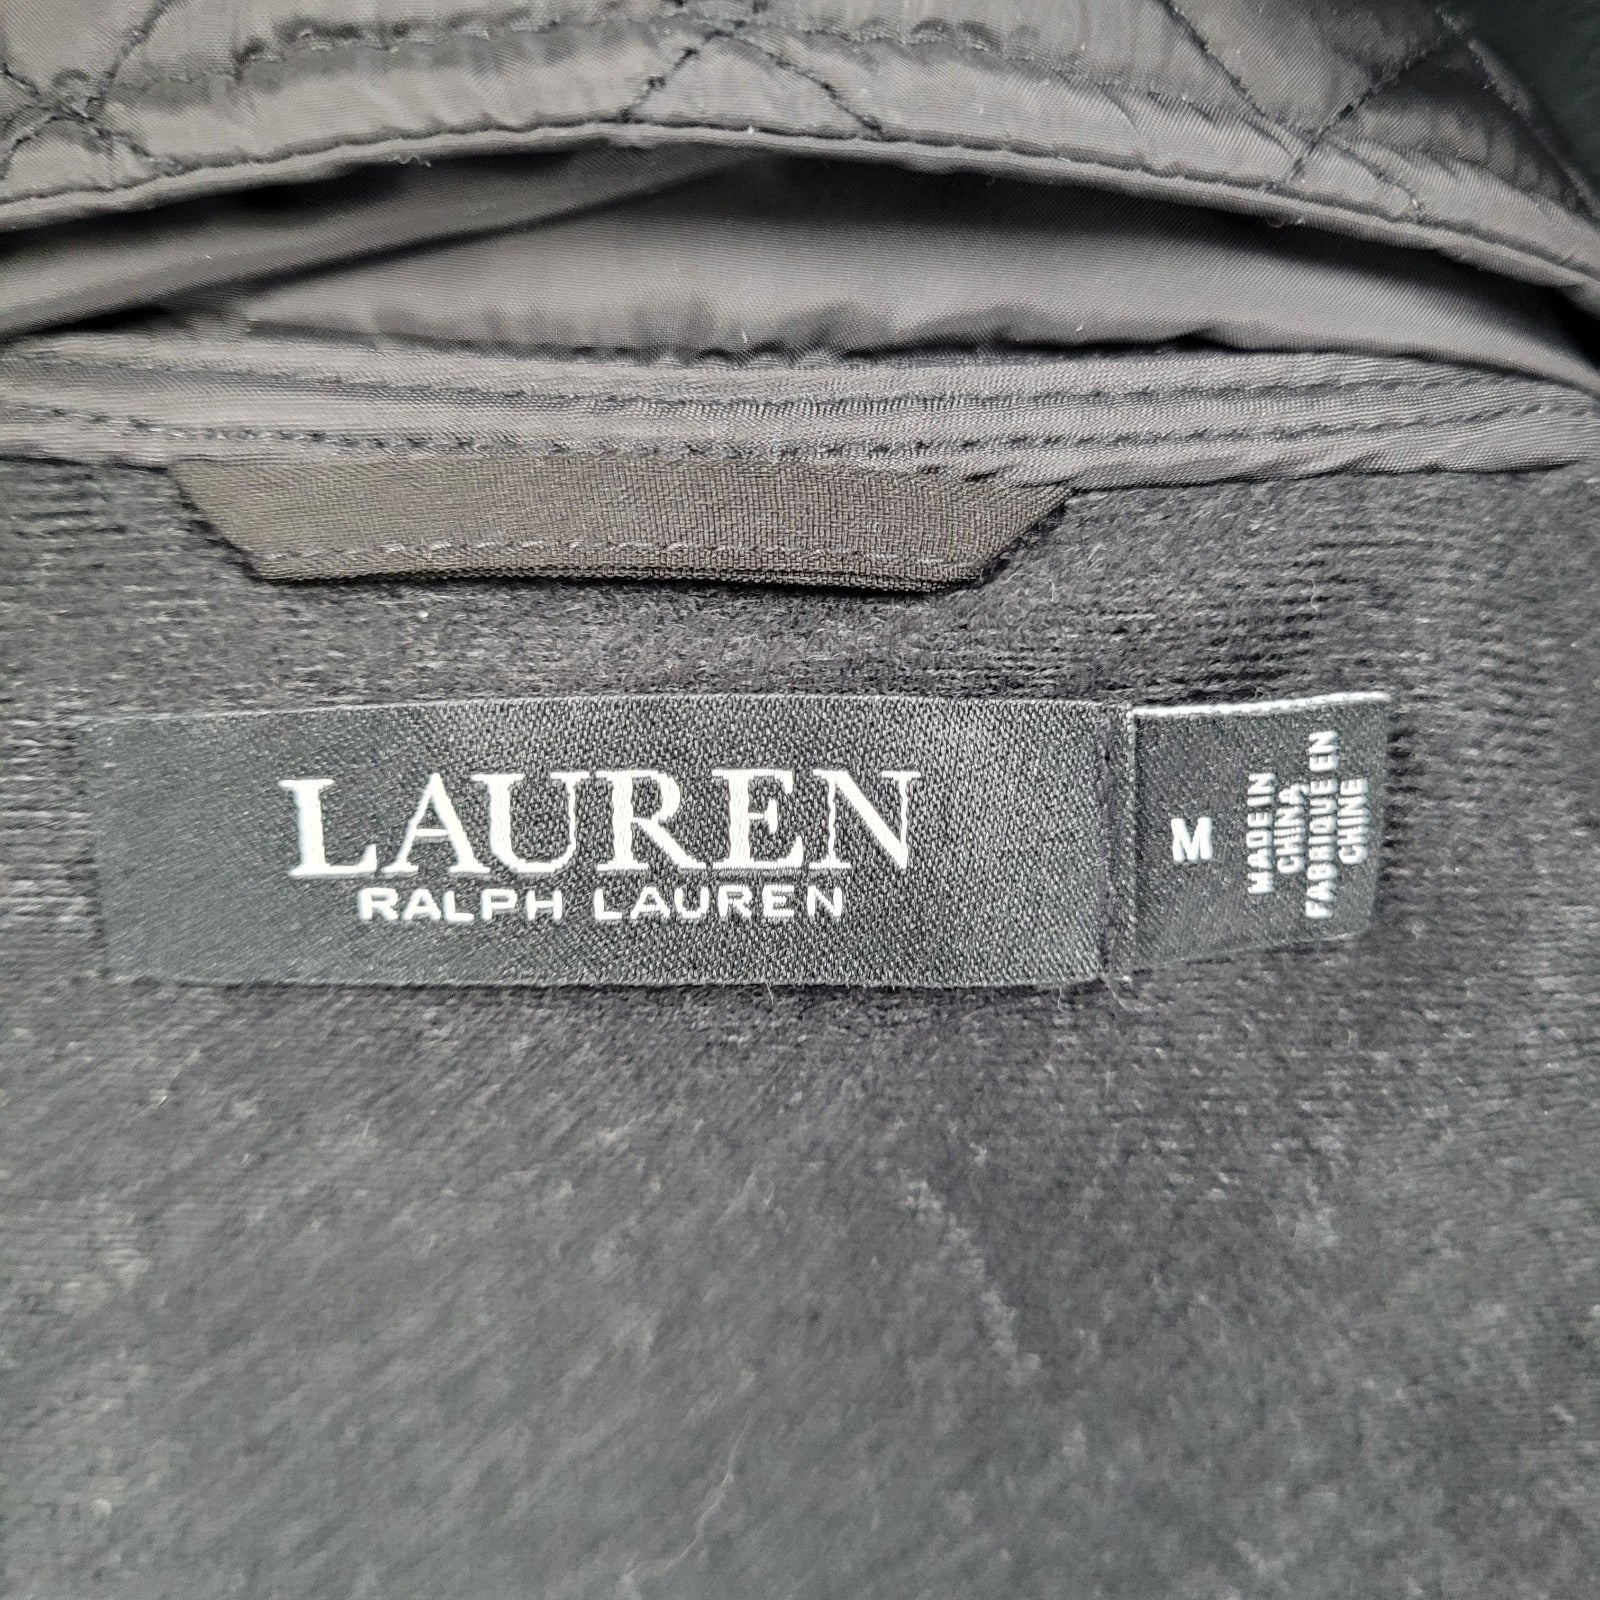 LAUREN
RALPH LAUREN
M
MADE IN
CHINA
FABRIQUE EN
CHINE